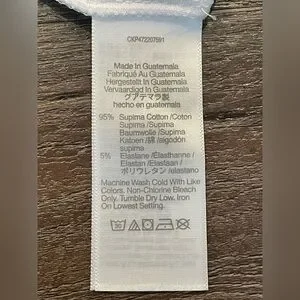 CKP472207591
Made In Guatemala
Fabriqué Au Guatemala
Hergestellt In Guatemala
Vervaardigd In Guatemala
グアテマラ製
hecho en guatemala
95% Supima Cotton /Coton
Supima /Supima
Baumwolle /Supima
Katoen /綿 /algodón
supima
5% Elastane /Élasthanne /
Elastan /Elastaan /
ポリウレタン /elastano
Machine Wash Cold With Like
Colors. Non-Chlorine Bleach
Only. Tumble Dry Low. Iron
On Lowest Setting.